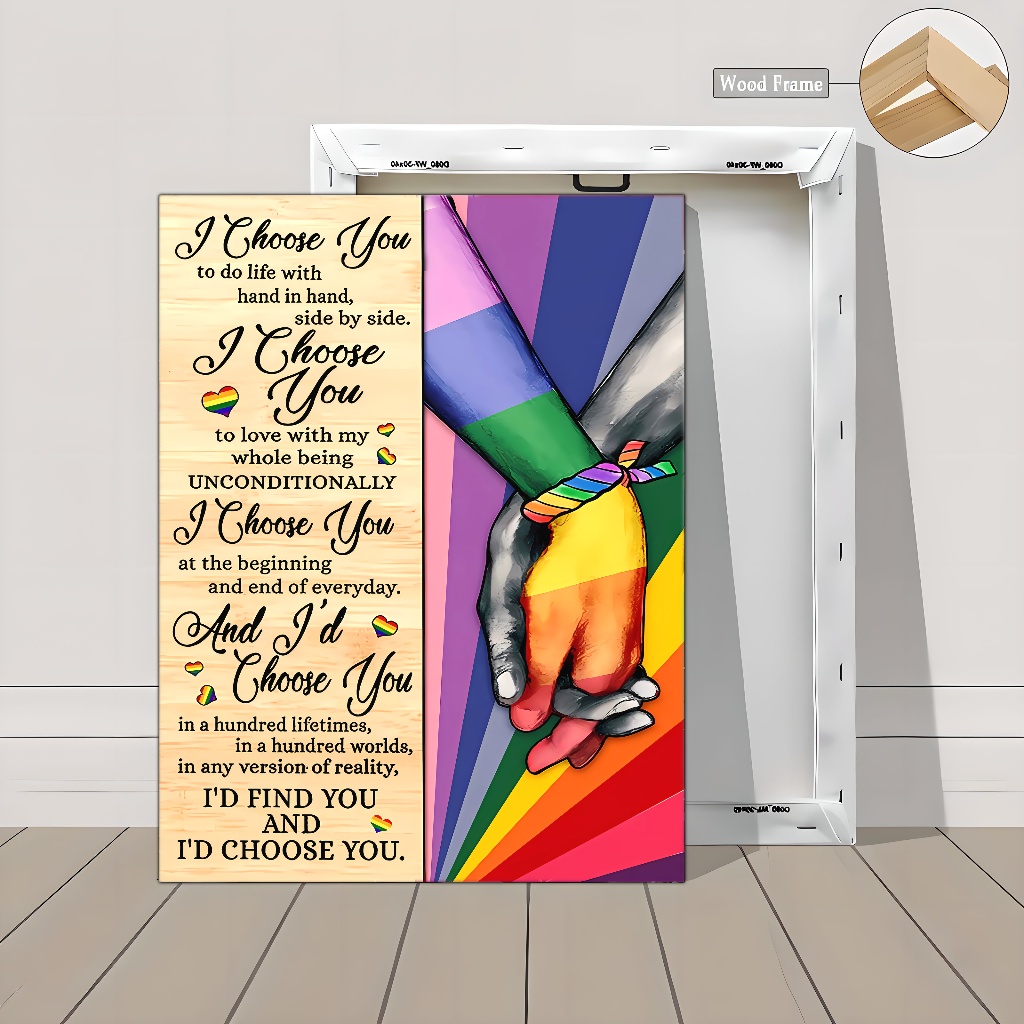 Wood Frame
I Choose You
to do life with
hand in hand,
side by side.
I Choose
You
to love with my
whole being
UNCONDITIONALLY
I Choose You
at the beginning
and end of everyday.
And I'd
Choose You
in a hundred lifetimes,
in a hundred worlds,
in any version of reality,
I'D FIND YOU
AND
I'D CHOOSE YOU.